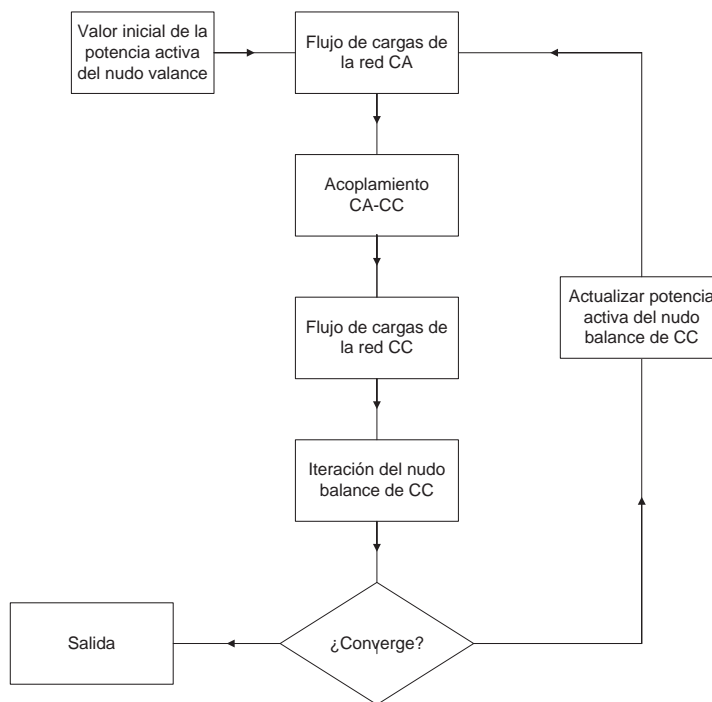 Valor inicial de la
potencia activa
del nudo valance
Flujo de cargas de
la red CA
Acoplamiento
CA-CC
Flujo de cargas de
la red CC
Actualizar potencia
activa del nudo
balance de CC
Iteración del nudo
balance de CC
¿Converge?
Salida